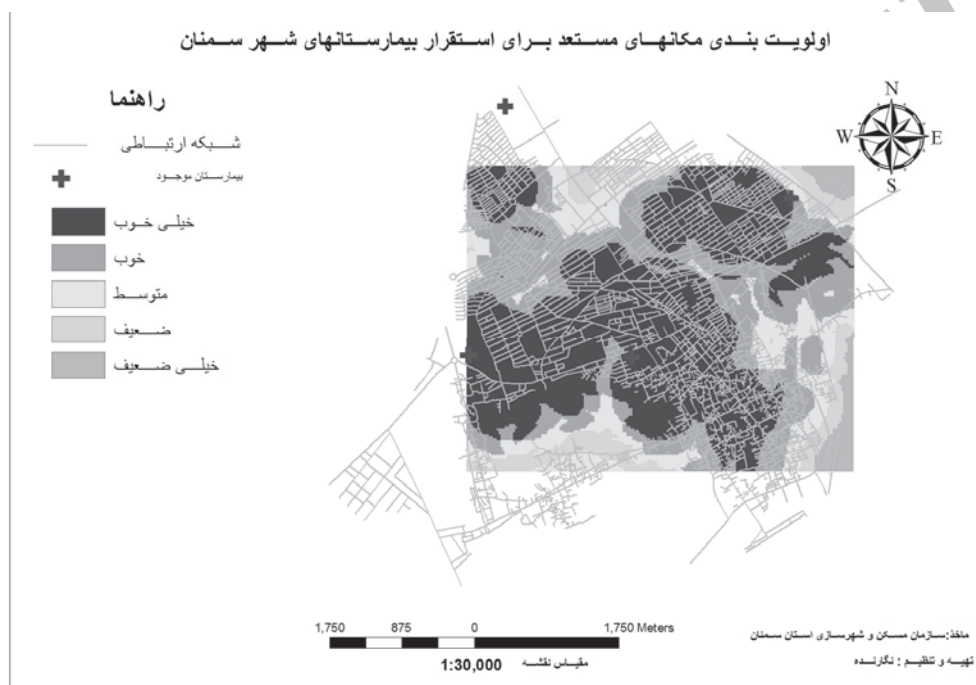 اولویت بندی مکانهای مستعد برای استقرار بیمارستانهای شهر سمنان
راهنما
شبکه ارتباطی
بیمارستان موجود
خیلی خوب
خوب
متوسط
ضعیف
خیلی ضعیف
N
W E
S
1,750 875 0 1,750 Meters
مقیاس نقشه 1:30,000
ماخذ:سازمان مسکن و شهرسازی استان سمنان
تهیه و تنظیم : نگارنده